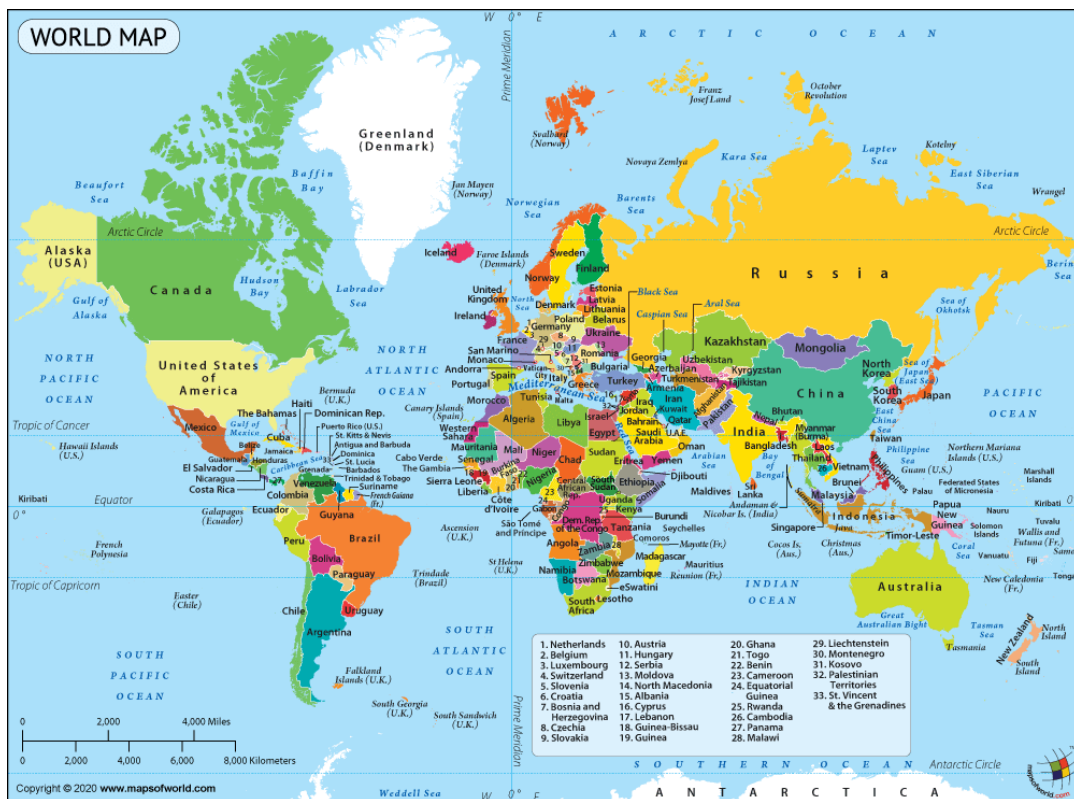 WORLD MAP
W 0° E
Prime Meridian
ARCTIC OCEAN
Greenland
(Denmark)
Svalbard
(Norway)
Franz
Josef Land
October
Revolution
Novaya Zemlya
Kara Sea
Laptev
Sea
Kotelny
East Siberian
Sea
Wrangel
Beaufort
Sea
Baffin
Bay
Jan Mayen
(Norway)
Norwegian
Sea
Barents
Sea
Arctic Circle
Arctic Circle
Alaska
(USA)
Gulf of
Alaska
Canada
Hudson
Bay
Labrador
Sea
Iceland
Faroe Islands
(Denmark)
Sweden
Norway
Finland
Russia
Sea of
Okhotsk
United
Kingdom
North
Sea
Ireland
Denmark
Estonia
Latvia
Lithuania
Belarus
Poland
Germany
Ukraine
France
San Marino
Monaco
Andorra
Vatican
City
Italy
Romania
Bulgaria
Black Sea
Caspian Sea
Aral Sea
Georgia
Azerbaijan
Armenia
Kazakhstan
Uzbekistan
Turkmenistan
Kyrgyzstan
Tajikistan
Mongolia
China
North
Korea
South
Korea
Sea of
Japan
(East Sea)
Japan
NORTH
PACIFIC
OCEAN
United States
of
America
NORTH
ATLANTIC
OCEAN
Portugal
Spain
Mediterranean Sea
Greece
Malta
Turkey
Tunisia
Morocco
Algeria
Libya
Egypt
Israel
Jordan
Iraq
Iran
Kuwait
Bahrain
Qatar
Saudi
Arabia
U.A.E.
Oman
Yemen
Red Sea
Afghanistan
Pakistan
India
Nepal
Bhutan
Bangladesh
Myanmar
(Burma)
Laos
Thailand
Vietnam
East
China
Sea
Taiwan
Philippine
Sea
Philippines
PACIFIC
OCEAN
Tropic of Cancer
Hawaii Islands
(U.S.)
Mexico
Gulf of
Mexico
Bermuda
(U.K.)
The Bahamas
Haiti
Dominican Rep.
Cuba
Jamaica
Puerto Rico (U.S.)
St. Kitts & Nevis
Antigua and Barbuda
Dominica
St. Lucia
Barbados
Grenada
Trinidad & Tobago
Caribbean Sea
Belize
Guatemala
Honduras
El Salvador
Nicaragua
Costa Rica
Venezuela
Colombia
Suriname
French Guiana
(Fr.)
Guyana
Ecuador
Canary Islands
(Spain)
Western
Sahara
Mauritania
Cabo Verde
Senegal
The Gambia
Sierra Leone
Liberia
Mali
Burkina
Faso
Côte
d'Ivoire
Niger
Nigeria
Chad
Sudan
Eritrea
Djibouti
Ethiopia
Somalia
South
Sudan
Central
African
Rep.
Uganda
Kenya
Gabon
Congo
Dem. Rep.
of the Congo
São Tomé
and Príncipe
Burundi
Tanzania
Arabian
Sea
Bay
of
Bengal
Maldives
Sri
Lanka
Andaman &
Nicobar Is. (India)
Brunei
Malaysia
Singapore
Sumatra
Indonesia
Java
Palau
Guam (U.S.)
Northern Mariana
Islands (U.S.)
Federated States
of Micronesia
Marshall
Islands
Kiribati
Equator
0°
0°
Galapagos
(Ecuador)
French
Polynesia
Peru
Brazil
Bolivia
Paraguay
Chile
Argentina
Uruguay
Ascension
(U.K.)
St Helena
(U.K.)
Trindade
(Brazil)
Angola
Zambia
Zimbabwe
Namibia
Botswana
Mozambique
South
Africa
Lesotho
eSwatini
Madagascar
Seychelles
Comoros
Mayotte (Fr.)
Mauritius
Reunion (Fr.)
INDIAN
OCEAN
Cocos Is.
(Aus.)
Christmas
(Aus.)
Timor-Leste
Papua
New
Guinea
Nauru
Kiribati
Tuvalu
Solomon
Islands
Wallis and
Futuna (Fr.)
Coral
Sea
Vanuatu
Fiji
Tonga
New Caledonia
(Fr.)
Australia
Great
Australian Bight
Tasman
Sea
Tasmania
New Zealand
North
Island
South
Island
Tropic of Capricorn
Easter
(Chile)
SOUTH
PACIFIC
OCEAN
SOUTH
ATLANTIC
OCEAN
Falkland
Islands (U.K.)
South Georgia
(U.K.)
South Sandwich
(U.K.)
Prime Meridian
1. Netherlands
2. Belgium
3. Luxembourg
4. Switzerland
5. Slovenia
6. Croatia
7. Bosnia and
Herzegovina
8. Czechia
9. Slovakia
10. Austria
11. Hungary
12. Serbia
13. Moldova
14. North Macedonia
15. Albania
16. Cyprus
17. Lebanon
18. Guinea-Bissau
19. Guinea
20. Ghana
21. Togo
22. Benin
23. Cameroon
24. Equatorial
Guinea
25. Rwanda
26. Cambodia
27. Panama
28. Malawi
29. Liechtenstein
30. Montenegro
31. Kosovo
32. Palestinian
Territories
33. St. Vincent
& the Grenadines
0 2,000 4,000 Miles
0 2,000 4,000 6,000 8,000 Kilometers
SOUTHERN OCEAN
Antarctic Circle
Weddell Sea
ANTARCTICA
Copyright © 2020 www.mapsofworld.com
mapsofworld.com